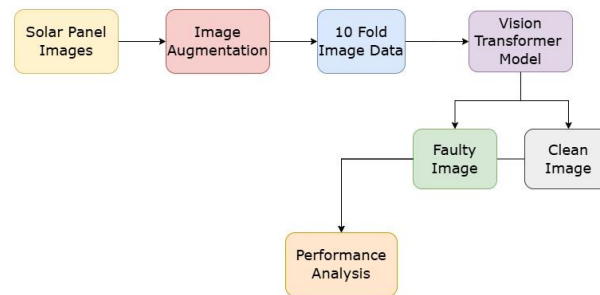 Solar Panel
Images
Image
Augmentation
10 Fold
Image Data
Vision
Transformer
Model
Faulty
Image
Clean
Image
Performance
Analysis